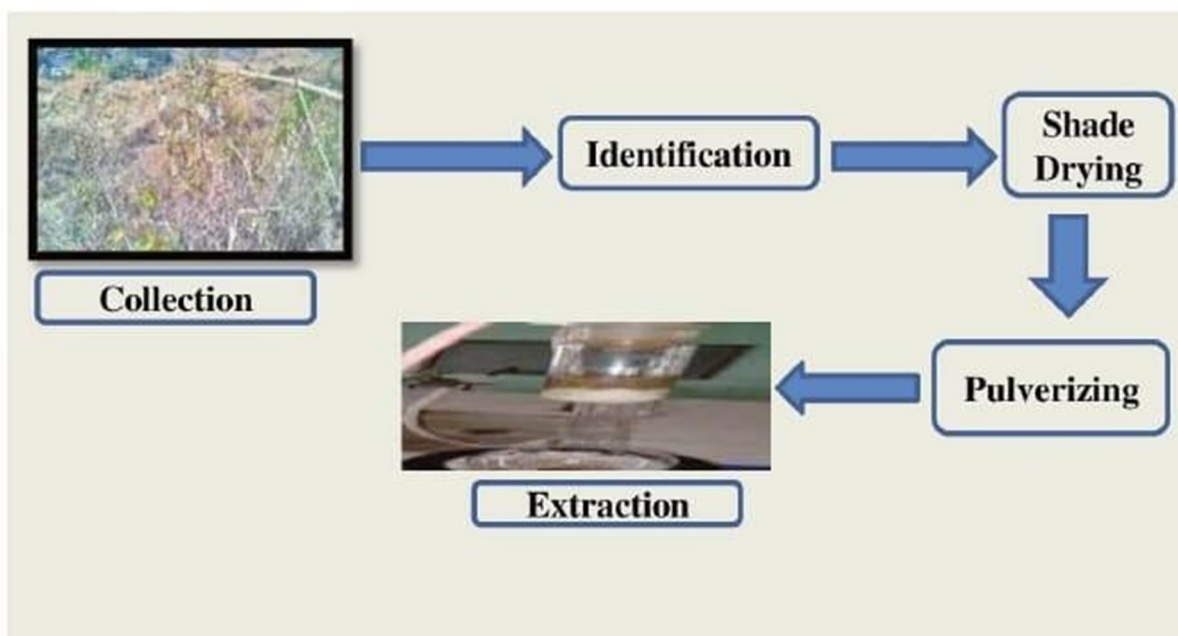 Collection
Identification
Shade
Drying
Pulverizing
Extraction